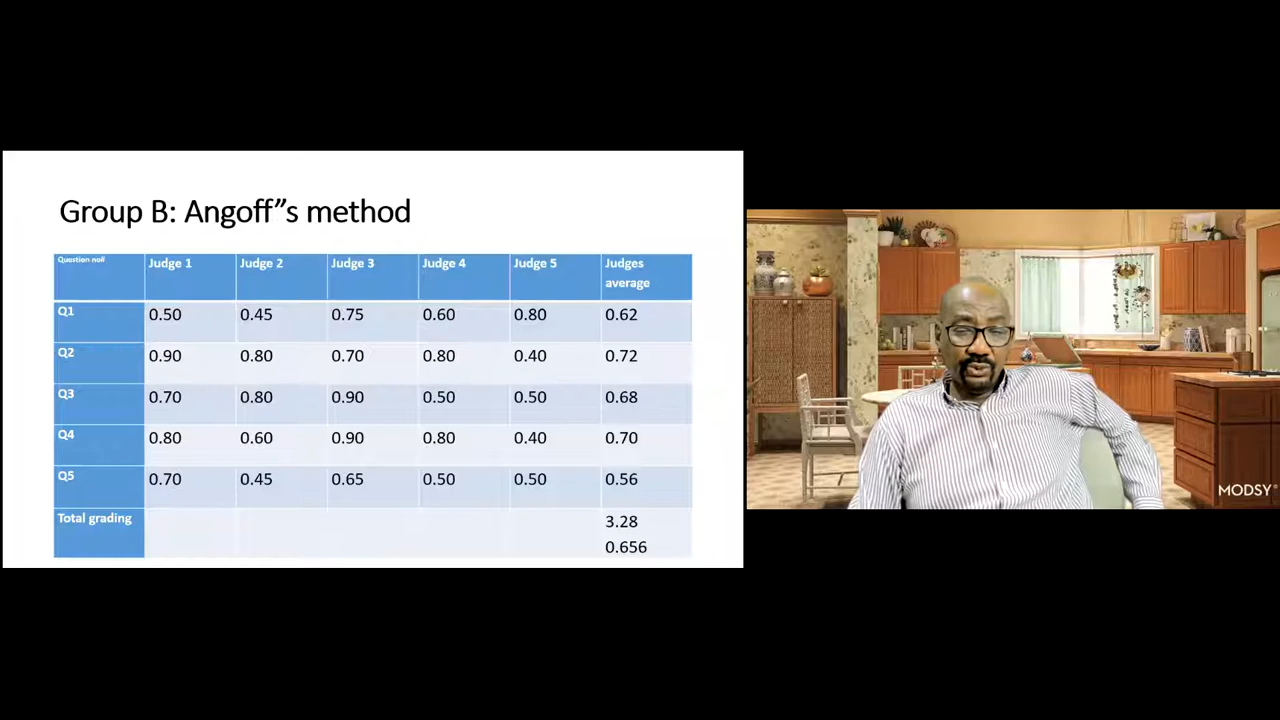 Group B: Angoff”s method
Question no// Judge 1 Judge 2 Judge 3 Judge 4 Judge 5 Judges average
Q1 0.50 0.45 0.75 0.60 0.80 0.62
Q2 0.90 0.80 0.70 0.80 0.40 0.72
Q3 0.70 0.80 0.90 0.50 0.50 0.68
Q4 0.80 0.60 0.90 0.80 0.40 0.70
Q5 0.70 0.45 0.65 0.50 0.50 0.56
Total grading 3.28
0.656
MODSY